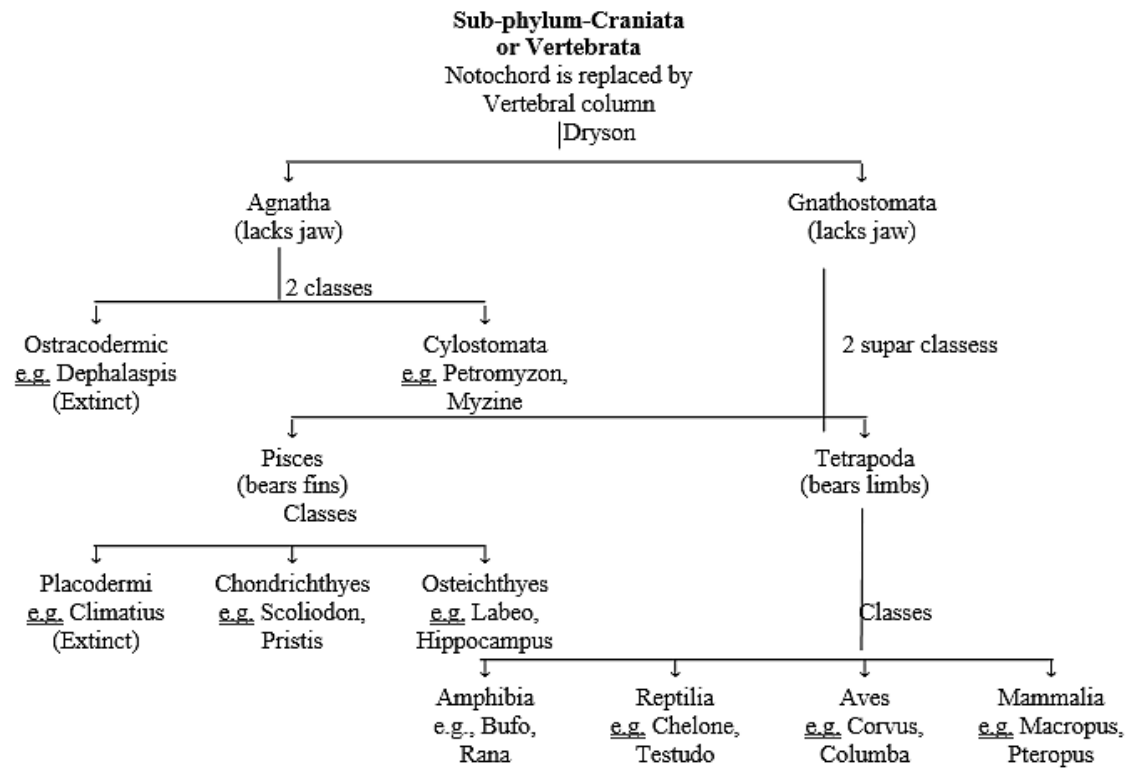 Sub-phylum-Craniata
or Vertebrata
Notochord is replaced by
Vertebral column
Dryson
Agnatha
(lacks jaw)
Gnathostomata
(lacks jaw)
2 classes
Ostracodermic
e.g. Dephalaspis
(Extinct)
Cylostomata
e.g. Petromyzon,
Myzine
2 supar classess
Pisces
(bears fins)
Classes
Tetrapoda
(bears limbs)
Placodermi
e.g. Climatius
(Extinct)
Chondrichthyes
e.g. Scoliodon,
Pristis
Osteichthyes
e.g. Labeo,
Hippocampus
Classes
Amphibia
e.g., Bufo,
Rana
Reptilia
e.g. Chelone,
Testudo
Aves
e.g. Corvus,
Columba
Mammalia
e.g. Macropus,
Pteropus